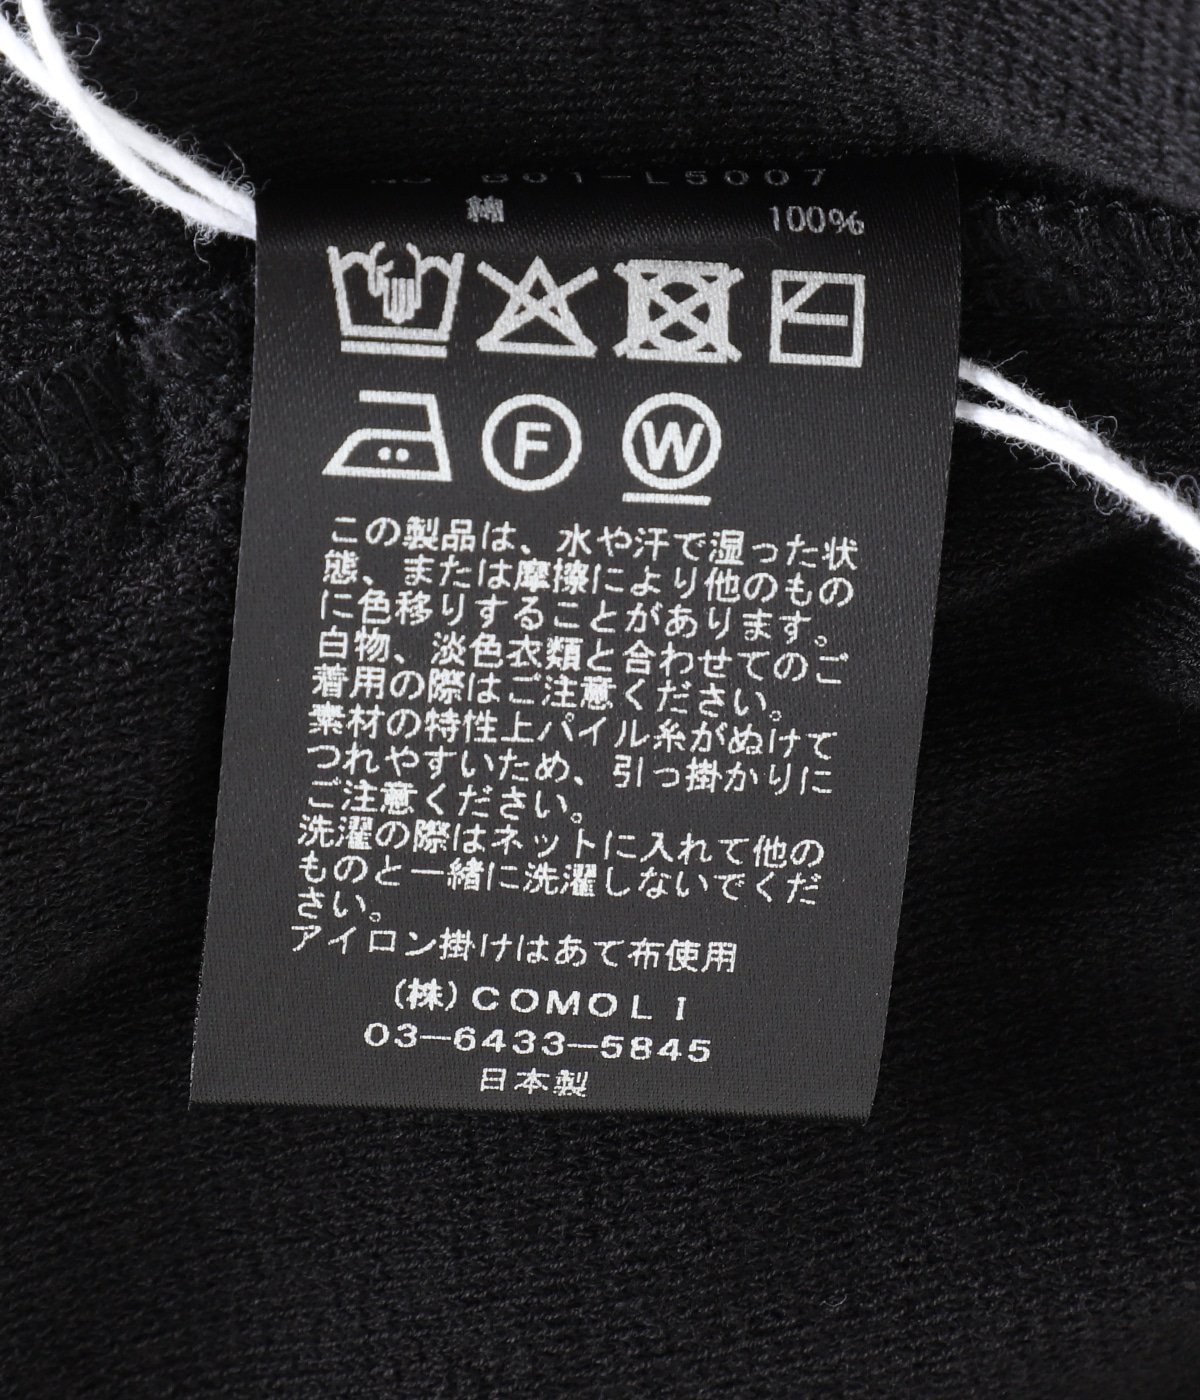 綿 100%
F W
この製品は、水や汗で湿った状
態、または摩擦により他のもの
に色移りすることがあります。
白物、淡色衣類と合わせてのご
着用の際はご注意ください。
素材の特性上パイル糸がぬけて
つれやすいため、引っ掛かりに
ご注意ください。
洗濯の際はネットに入れて他の
ものと一緒に洗濯しないでくだ
さい。
アイロン掛けはあて布使用
(株)COMOLI
03-6433-5845
日本製